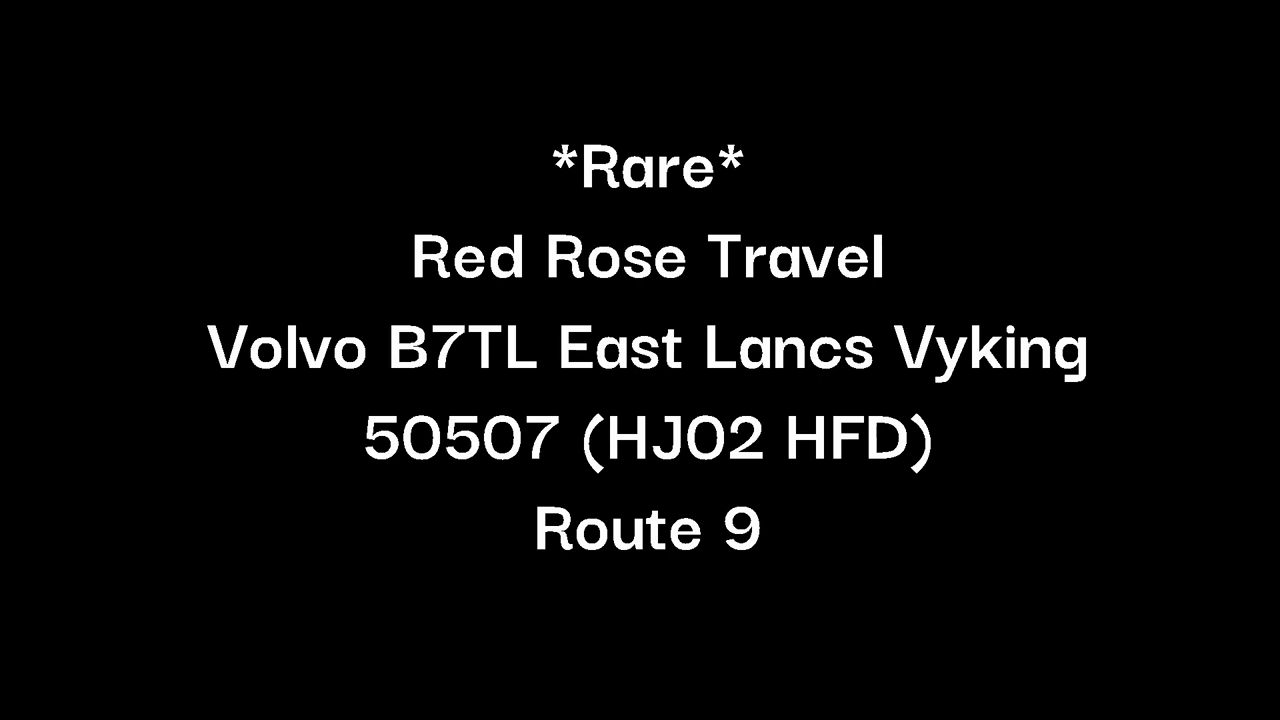 *Rare*
Red Rose Travel
Volvo B7TL East Lancs Vyking
50507 (HJ02 HFD)
Route 9